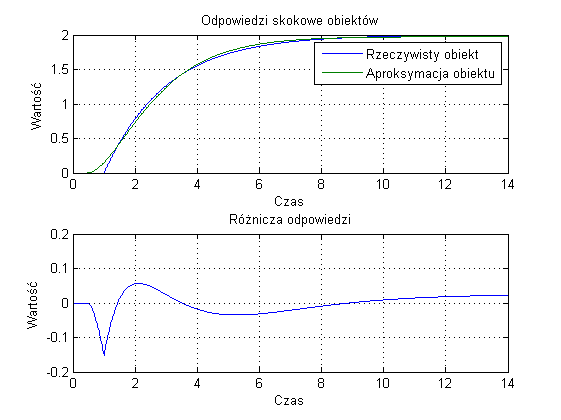 Odpowiedzi skokowe obiektów
2
1.5
1
0.5
0
Wartość
Rzeczywisty obiekt
Aproksymacja obiektu
0 2 4 6 8 10 12 14
Czas
Różnicza odpowiedzi
0.2
0.1
0
-0.1
-0.2
Wartość
0 2 4 6 8 10 12 14
Czas